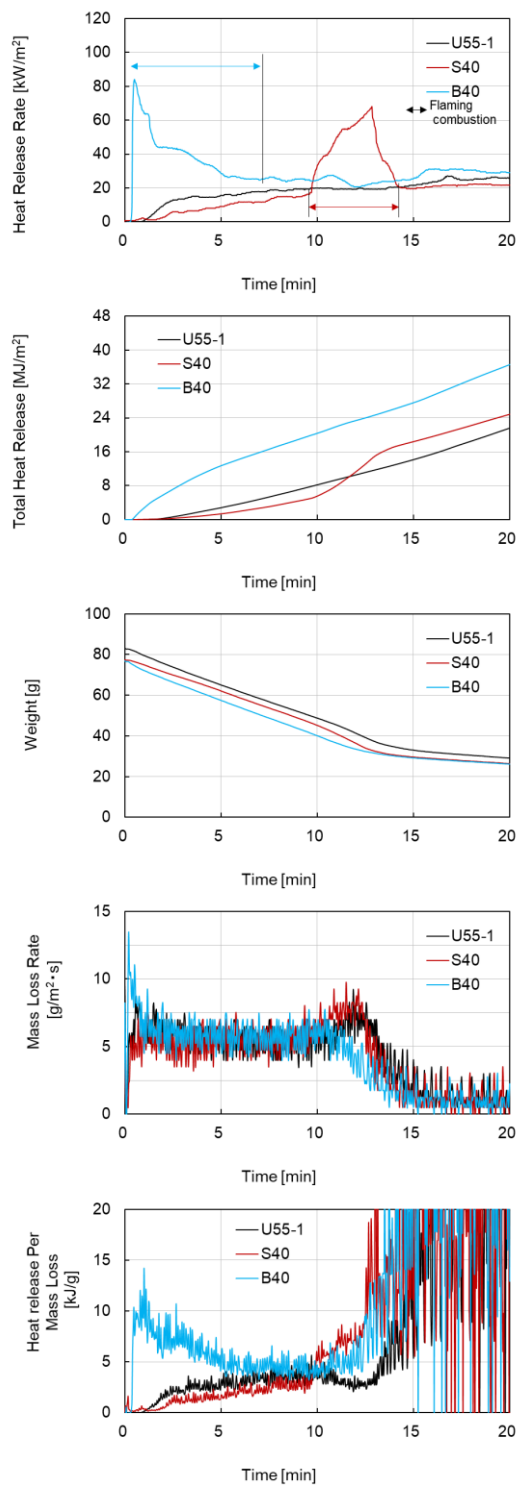 Heat Release Rate [kW/m²]
120
100
80
60
40
20
0
U55-1
S40
B40
Flaming
combustion
0 5 10 15 20
Time [min]
Total Heat Release [MJ/m²]
48
40
32
24
16
8
0
U55-1
S40
B40
0 5 10 15 20
Time [min]
Weight [g]
100
80
60
40
20
0
U55-1
S40
B40
0 5 10 15 20
Time [min]
Mass Loss Rate
[g/m²・s]
15
10
5
0
U55-1
S40
B40
0 5 10 15 20
Time [min]
Heat release Per
Mass Loss
[kJ/g]
20
15
10
5
0
U55-1
S40
B40
0 5 10 15 20
Time [min]